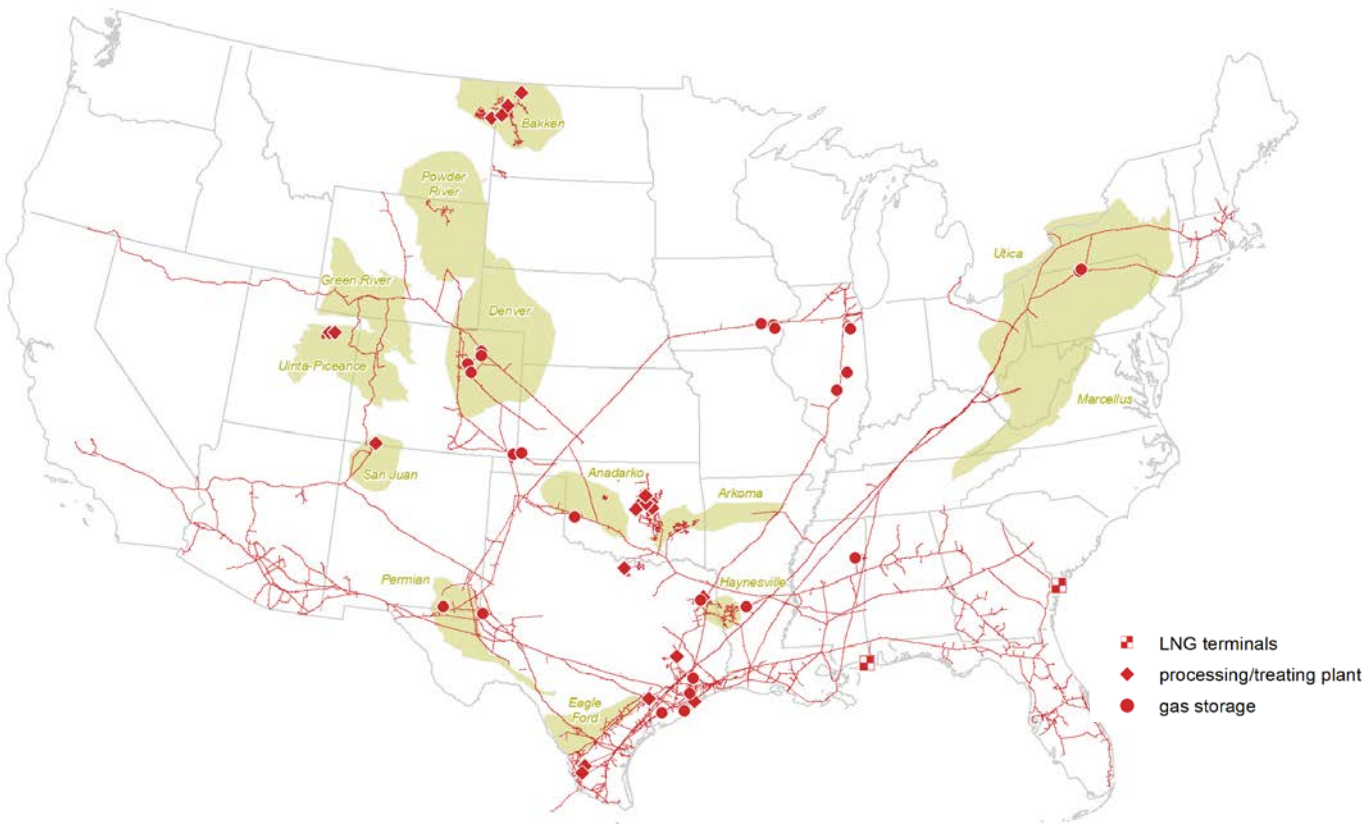 Bakken
Powder
River
Green River
Utica
Denver
Uinta-Piceance
Marcellus
San Juan
Anadarko
Arkoma
Permian
Haynesville
Eagle
Ford
LNG terminals
processing/treating plant
gas storage